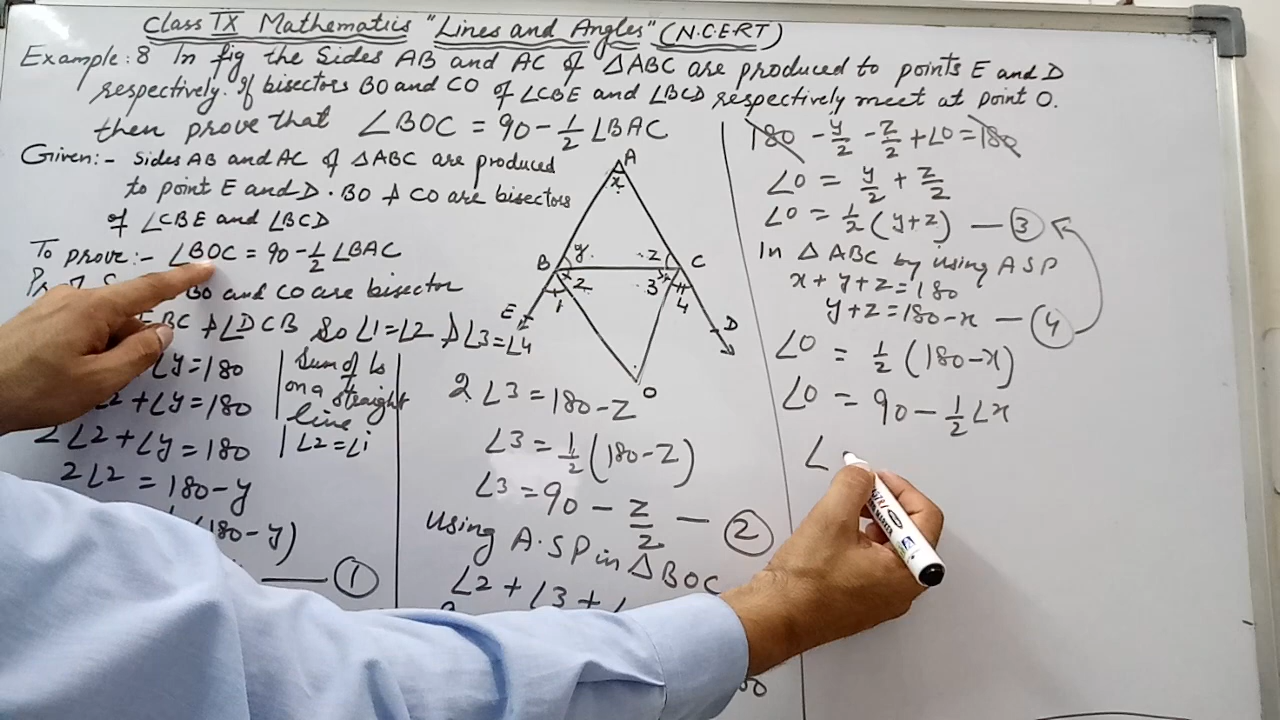 Class IX Mathematics "Lines and Angles" (N.C.E.R.T)
Example: 8 In fig the Sides AB and AC of △ABC are produced to points E and D
respectively. If bisectors BO and CO of ∠CBE and ∠BCD respectively meet at point O.
then prove that ∠BOC = 90 - 1/2 ∠BAC
Given:- Sides AB and AC of △ABC are produced
to point E and D. BO & CO are bisectors
of ∠CBE and ∠BCD
To prove:- ∠BOC = 90 - 1/2 ∠BAC
BO and CO are bisector
& ∠DCB So ∠1=∠2 & ∠3=∠4
∠y=180
+∠y=180
2∠2+∠y=180
2∠2 = 180-y
(180-y)
1
Sum of ∠s
on a straight
line
∠2=∠1
A
x
B
y
z
C
E
1
2
3
4
D
O
2∠3=180-z
∠3=1/2(180-z)
∠3=90 - z/2 — 2
Using A.S.P in △BOC
∠2+∠3+∠
180 - y/2 - z/2 + ∠O = 180
∠O = y/2 + z/2
∠O = 1/2 (y+z) — 3
In △ABC by using ASP
x+y+z=180
y+z=180-x — 4
∠O = 1/2 (180-x)
∠O = 90 - 1/2 ∠x
∠